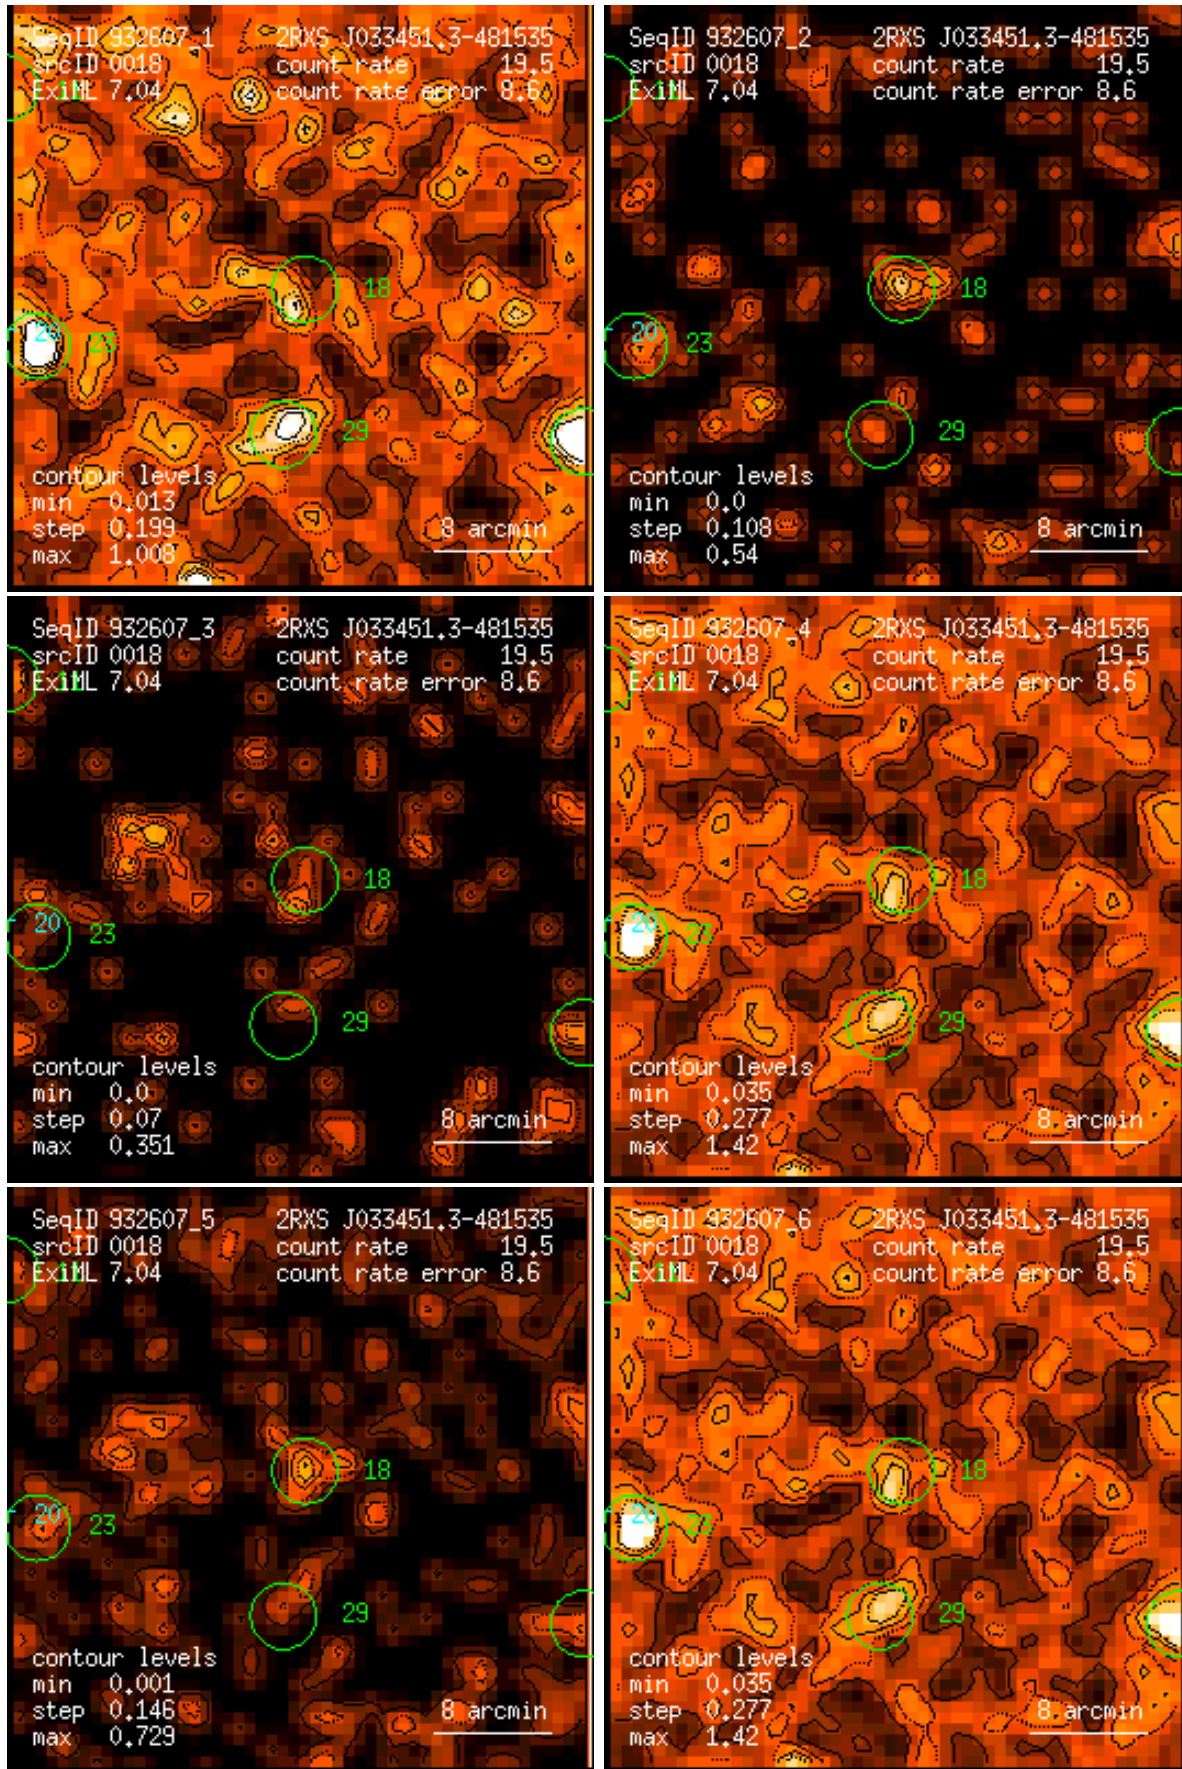 SeqID 932607_1 2RXS J033451.3-481535
srcID 0018 count rate 19.5
ExiML 7.04 count rate error 8.6
18
20 23
29
contour levels
min 0.013
step 0.199
max 1.008
8 arcmin
SeqID 932607_2 2RXS J033451.3-481535
srcID 0018 count rate 19.5
ExiML 7.04 count rate error 8.6
18
20 23
29
contour levels
min 0.0
step 0.108
max 0.54
8 arcmin
SeqID 932607_3 2RXS J033451.3-481535
srcID 0018 count rate 19.5
ExiML 7.04 count rate error 8.6
18
20 23
29
contour levels
min 0.0
step 0.07
max 0.351
8 arcmin
SeqID 932607_4 2RXS J033451.3-481535
srcID 0018 count rate 19.5
ExiML 7.04 count rate error 8.6
18
20 23
29
contour levels
min 0.035
step 0.277
max 1.42
8 arcmin
SeqID 932607_5 2RXS J033451.3-481535
srcID 0018 count rate 19.5
ExiML 7.04 count rate error 8.6
18
20 23
29
contour levels
min 0.001
step 0.146
max 0.729
8 arcmin
SeqID 932607_6 2RXS J033451.3-481535
srcID 0018 count rate 19.5
ExiML 7.04 count rate error 8.6
18
20 23
29
contour levels
min 0.035
step 0.277
max 1.42
8 arcmin